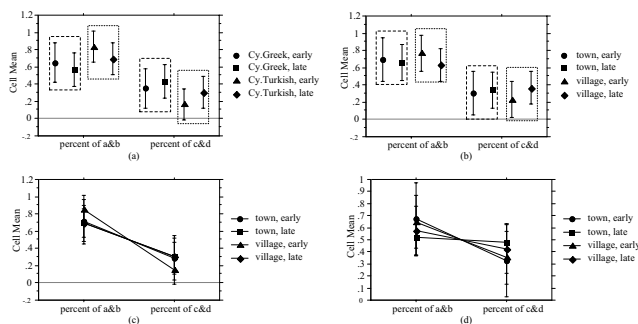 1.2
1
.8
.6
.4
.2
0
-.2
Cell Mean
percent of a&b
percent of c&d
(a)
Cy.Greek, early
Cy.Greek, late
Cy.Turkish, early
Cy.Turkish, late
1.2
1
.8
.6
.4
.2
0
-.2
Cell Mean
percent of a&b
percent of c&d
(b)
town, early
town, late
village, early
village, late
1.2
1
.8
.6
.4
.2
0
-.2
Cell Mean
percent of a&b
percent of c&d
(c)
town, early
town, late
village, early
village, late
1
.9
.8
.7
.6
.5
.4
.3
.2
.1
0
Cell Mean
percent of a&b
percent of c&d
(d)
town, early
town, late
village, early
village, late